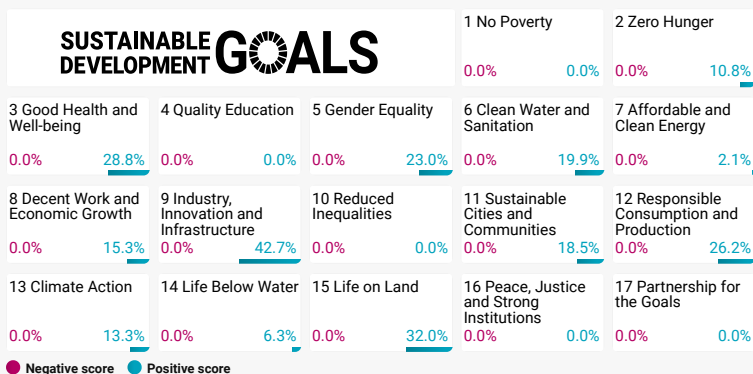 SUSTAINABLE
DEVELOPMENT
GOALS
1 No Poverty
0.0% 0.0%
2 Zero Hunger
0.0% 10.8%
3 Good Health and
Well-being
0.0% 28.8%
4 Quality Education
0.0% 0.0%
5 Gender Equality
0.0% 23.0%
6 Clean Water and
Sanitation
0.0% 19.9%
7 Affordable and
Clean Energy
0.0% 2.1%
8 Decent Work and
Economic Growth
0.0% 15.3%
9 Industry,
Innovation and
Infrastructure
0.0% 42.7%
10 Reduced
Inequalities
0.0% 0.0%
11 Sustainable
Cities and
Communities
0.0% 18.5%
12 Responsible
Consumption and
Production
0.0% 26.2%
13 Climate Action
0.0% 13.3%
14 Life Below Water
0.0% 6.3%
15 Life on Land
0.0% 32.0%
16 Peace, Justice
and Strong
Institutions
0.0% 0.0%
17 Partnership for
the Goals
0.0% 0.0%
Negative score Positive score